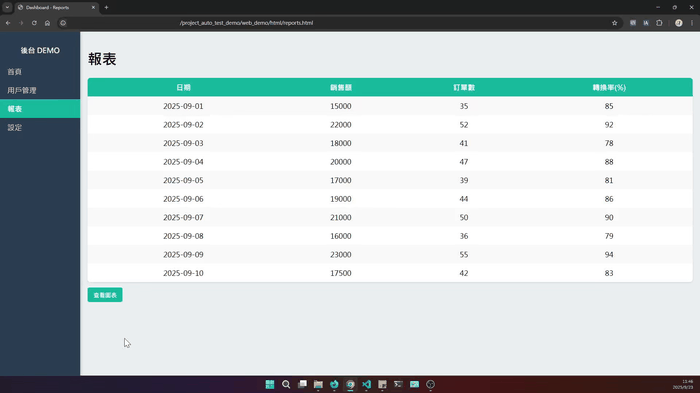 Dashboard - Reports
/project_auto_test_demo/web_demo/html/reports.html
後台 DEMO
首頁
用戶管理
報表
設定
報表
日期 銷售額 訂單數 轉換率(%)
2025-09-01 15000 35 85
2025-09-02 22000 52 92
2025-09-03 18000 41 78
2025-09-04 20000 47 88
2025-09-05 17000 39 81
2025-09-06 19000 44 86
2025-09-07 21000 50 90
2025-09-08 16000 36 79
2025-09-09 23000 55 94
2025-09-10 17500 42 83
查看圖表